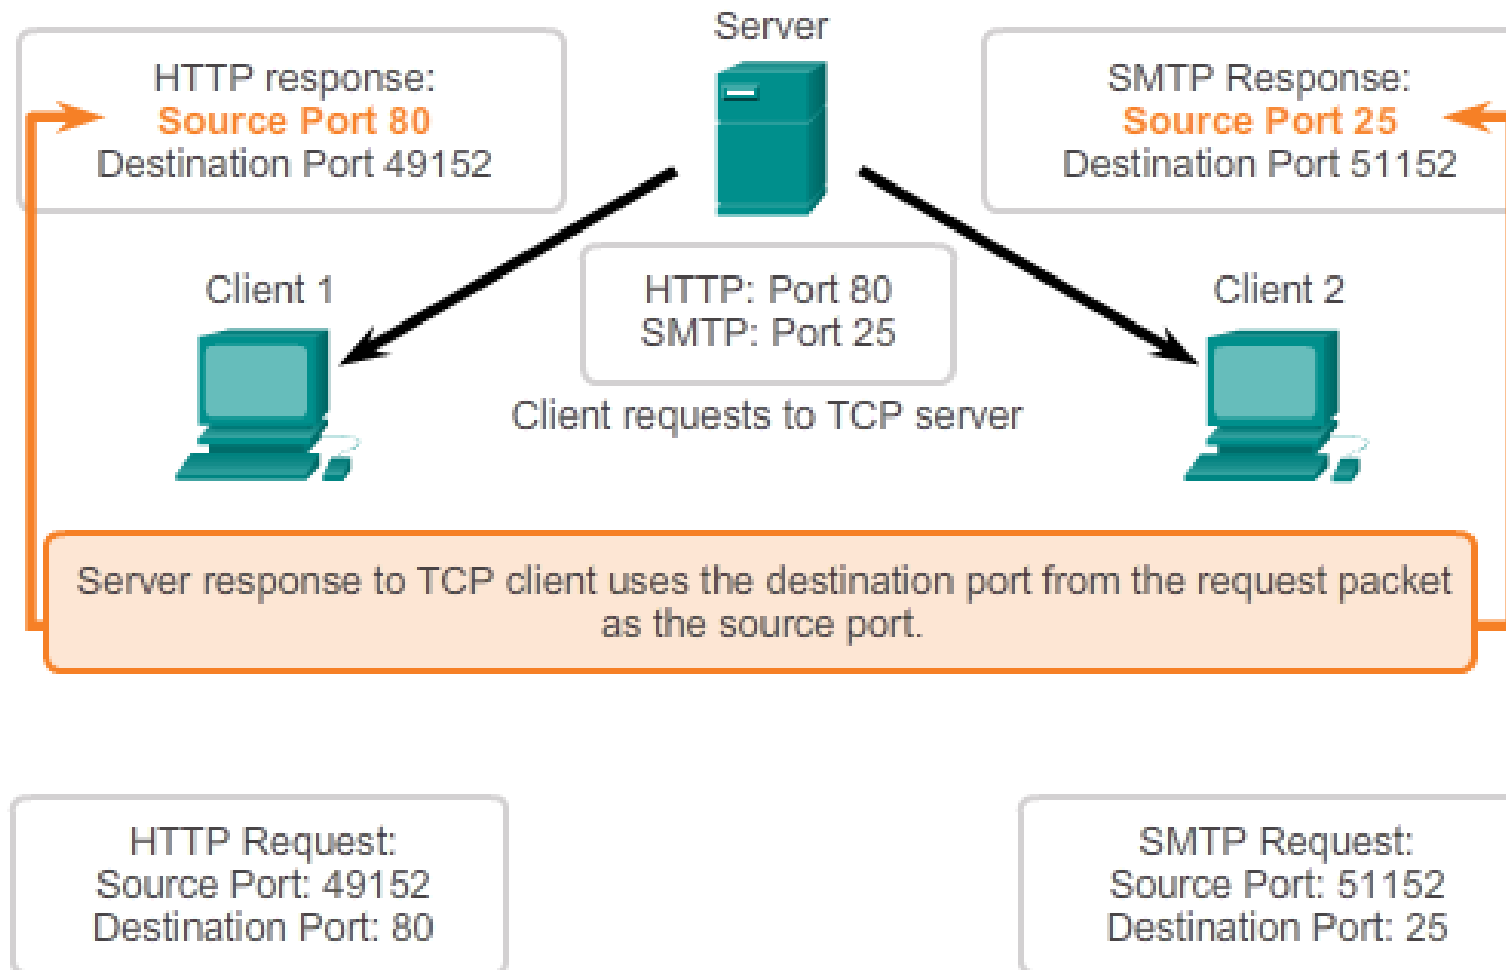 Server
HTTP response:
Source Port 80
Destination Port 49152
SMTP Response:
Source Port 25
Destination Port 51152
Client 1
HTTP: Port 80
SMTP: Port 25
Client 2
Client requests to TCP server
Server response to TCP client uses the destination port from the request packet
as the source port.
HTTP Request:
Source Port: 49152
Destination Port: 80
SMTP Request:
Source Port: 51152
Destination Port: 25